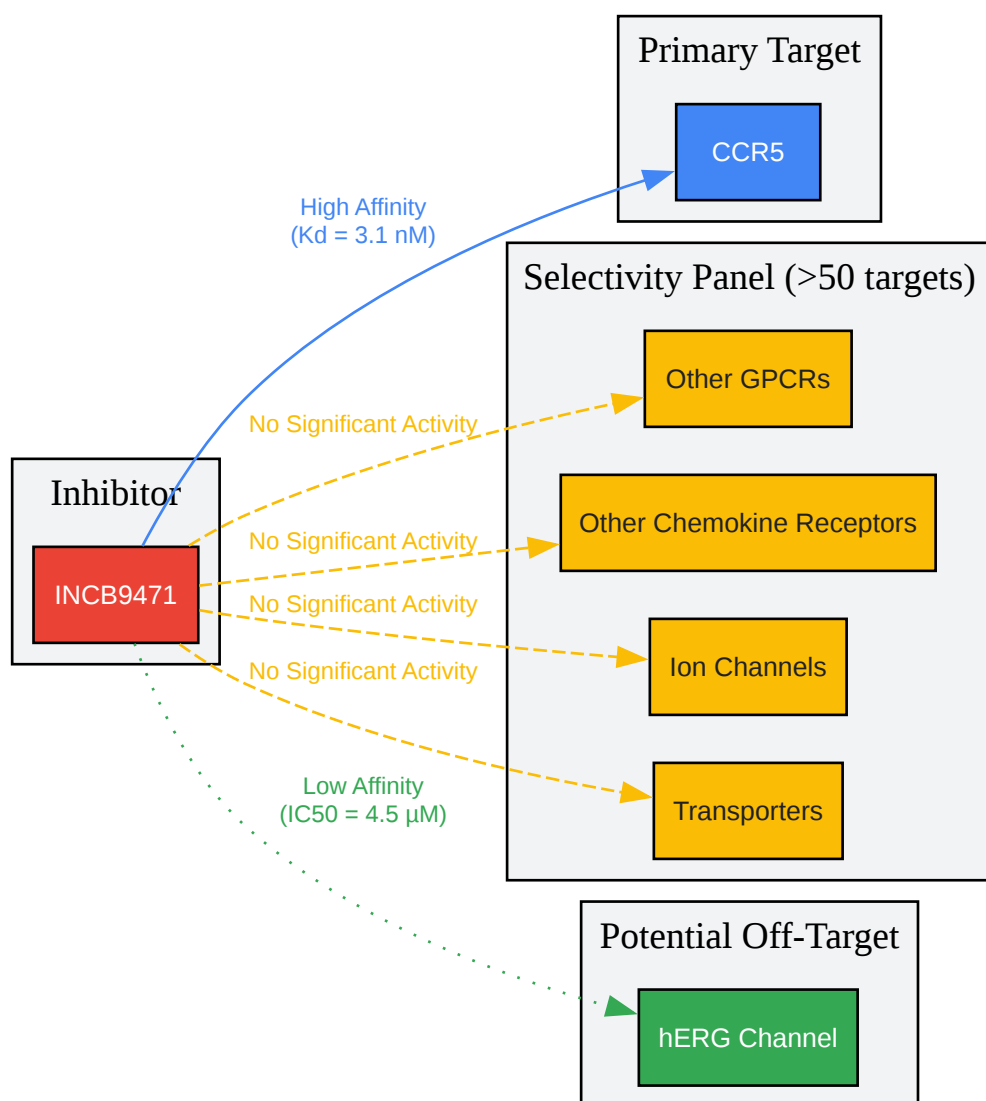 Primary Target
CCR5
High Affinity
(Kd = 3.1 nM)
Selectivity Panel (>50 targets)
Other GPCRs
No Significant Activity
Inhibitor
Other Chemokine Receptors
No Significant Activity
INCB9471
No Significant Activity
Ion Channels
No Significant Activity
Low Affinity
(IC50 = 4.5 µM)
Transporters
Potential Off-Target
hERG Channel